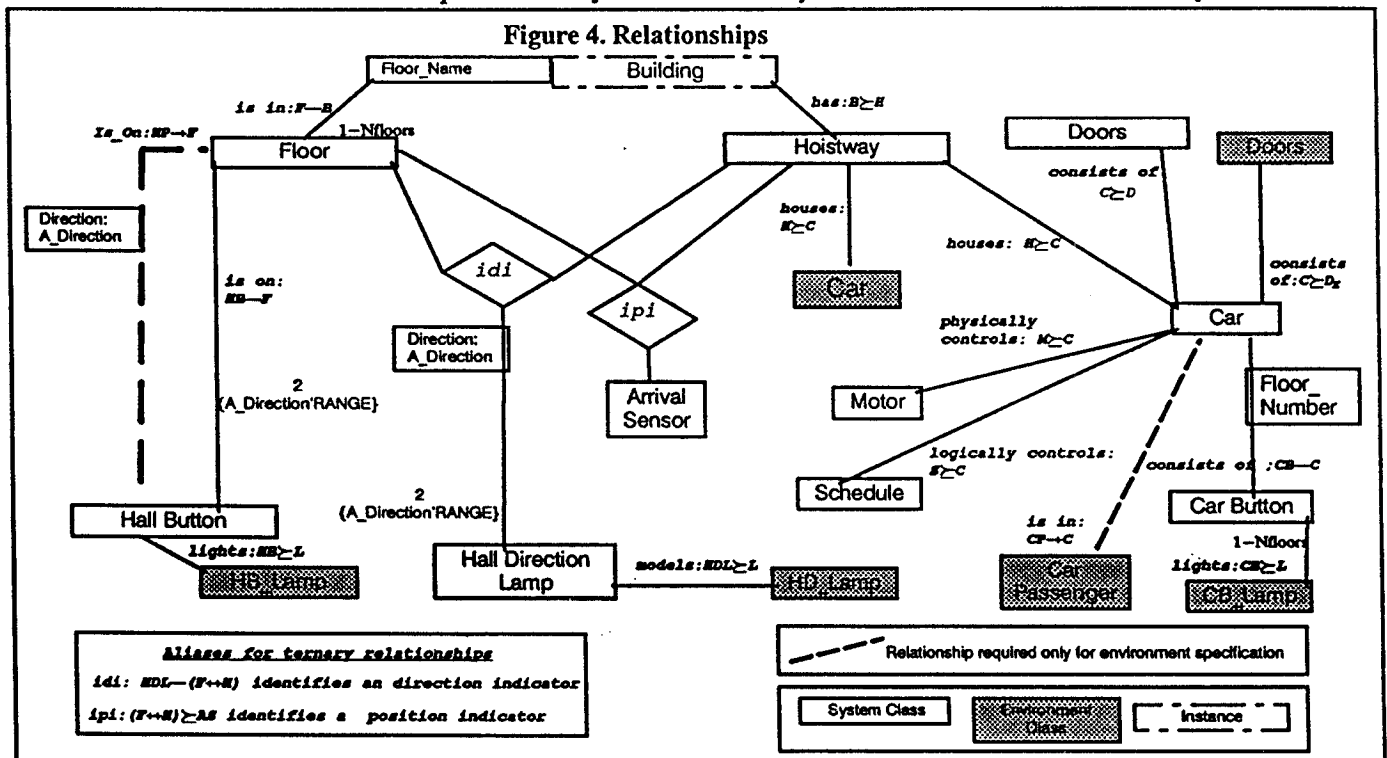 Figure 4. Relationships
Floor_Name
Building
is in:F—B
has:B⪰H
Is_On:HP→F
1−Nfloors
Floor
Hoistway
Doors
Doors
consists of
C⪰D
Direction:
A_Direction
houses:
H⪰C
houses: H⪰C
idi
is on:
HB—F
Car
consists
of:C⪰D
ipi
Car
physically
controls: M⪰C
Direction:
A_Direction
2
{A_Direction'RANGE}
Arrival
Sensor
Motor
Floor_
Number
logically controls:
S⪰C
consists of ;CB—C
2
{A_Direction'RANGE}
Schedule
Car Button
Hall Button
is in:
CP→C
1−Nfloors
lights:HB⪰L
HB_Lamp
Hall Direction
Lamp
models:HDL⪰L
HD_Lamp
Car
Passenger
lights:CB⪰L
CB_Lamp
Aliases for ternary relationships
idi: HDL—(F↔H) identifies an direction indicator
ipi:(F↔H)⪰AS identifies a position indicator
Relationship required only for environment specification
System Class
Environment
Class
Instance